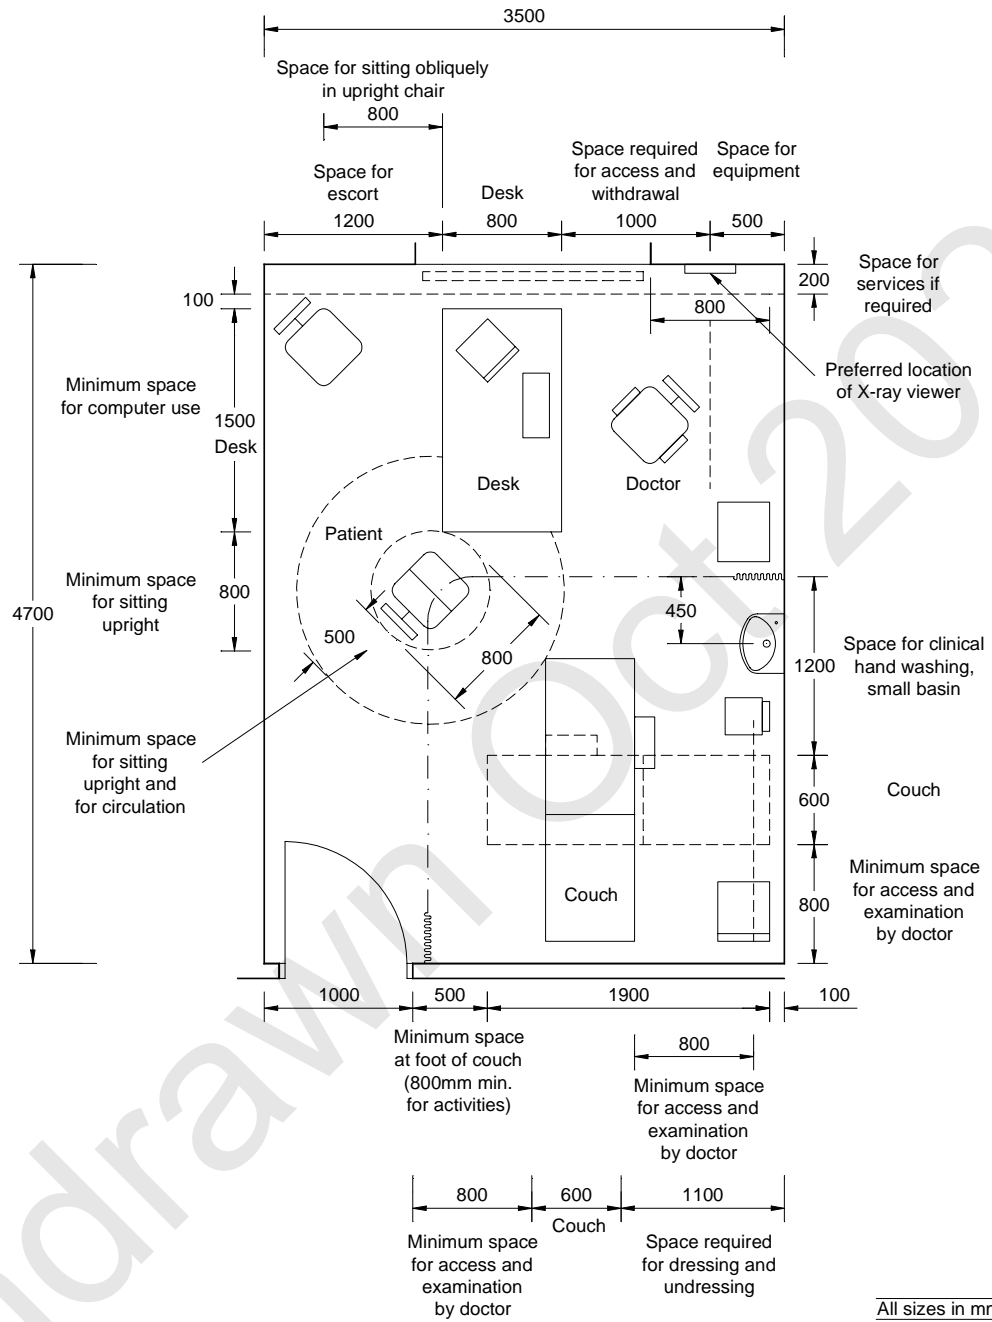 3500
Space for sitting obliquely
in upright chair
800
Space for
escort
Desk
Space required
for access and
withdrawal
Space for
equipment
1200
800
1000
500
200
Space for
services if
required
100
800
Preferred location
of X-ray viewer
Minimum space
for computer use
1500
Desk
Desk
Doctor
Patient
Minimum space
for sitting
upright
800
4700
450
500
800
1200
Space for clinical
hand washing,
small basin
Minimum space
for sitting
upright and
for circulation
600
Couch
Couch
800
Minimum space
for access and
examination
by doctor
1000
500
1900
100
Minimum space
at foot of couch
(800mm min.
for activities)
800
Minimum space
for access and
examination
by doctor
800
600
1100
Couch
Minimum space
for access and
examination
by doctor
Space required
for dressing and
undressing
All sizes in mm
ndrawn Oct 202